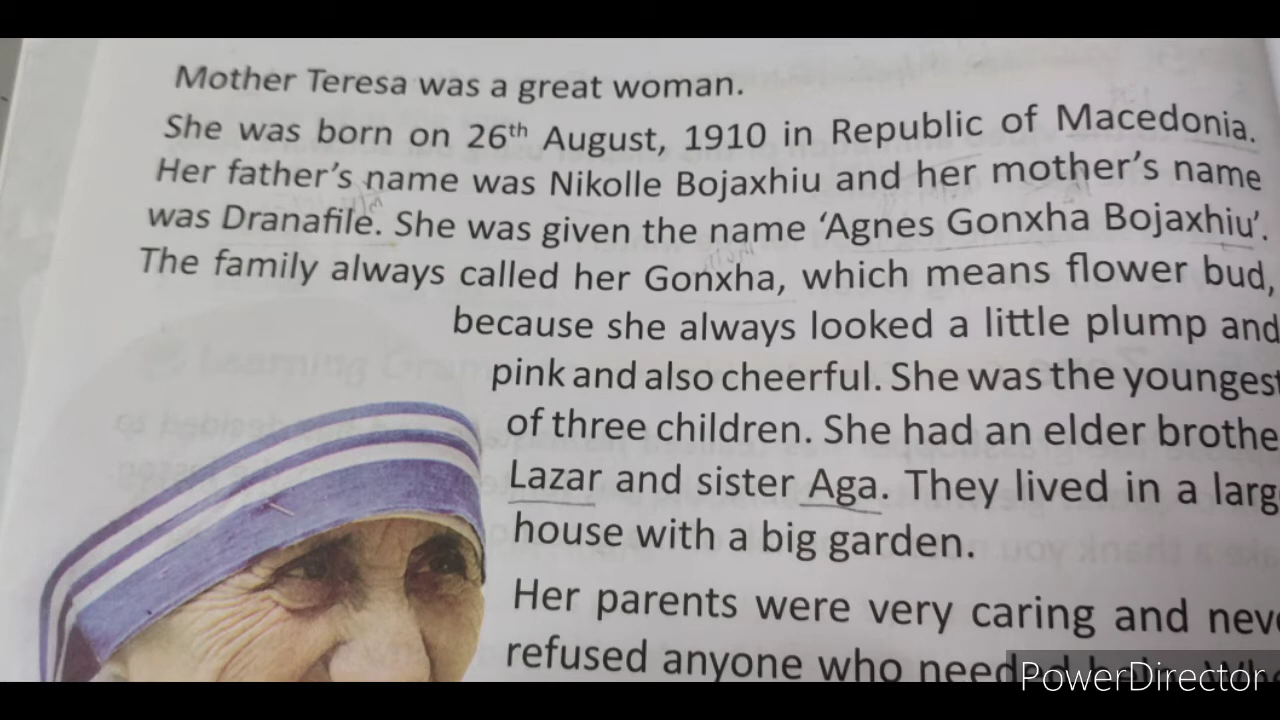 Mother Teresa was a great woman.
She was born on 26th August, 1910 in Republic of Macedonia.
Her father's name was Nikolle Bojaxhiu and her mother's name
was Dranafile. She was given the name 'Agnes Gonxha Bojaxhiu'.
The family always called her Gonxha, which means flower bud,
because she always looked a little plump and
pink and also cheerful. She was the youngest
of three children. She had an elder brothe
Lazar and sister Aga. They lived in a larg
house with a big garden.
Her parents were very caring and nev
refused anyone who needed help.
PowerDirector